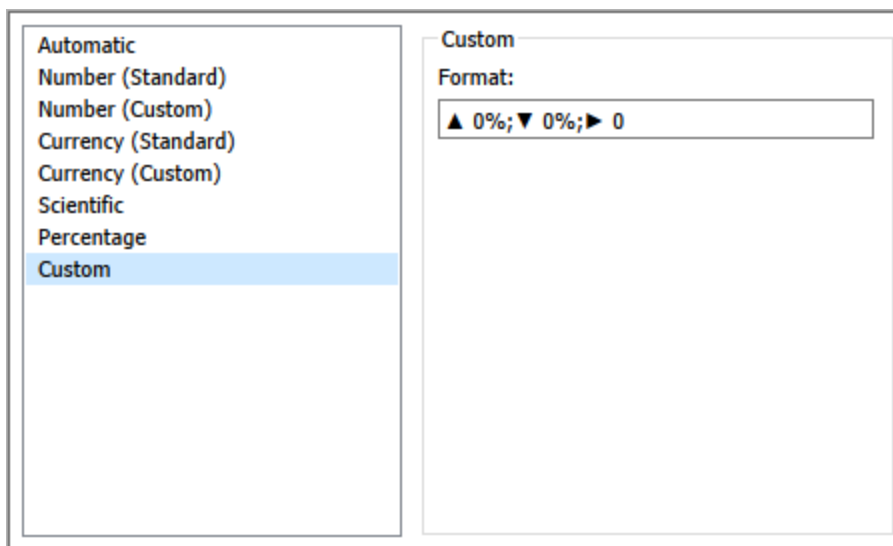 Automatic
Number (Standard)
Number (Custom)
Currency (Standard)
Currency (Custom)
Scientific
Percentage
Custom
Custom
Format:
▲ 0%;▼ 0%;► 0